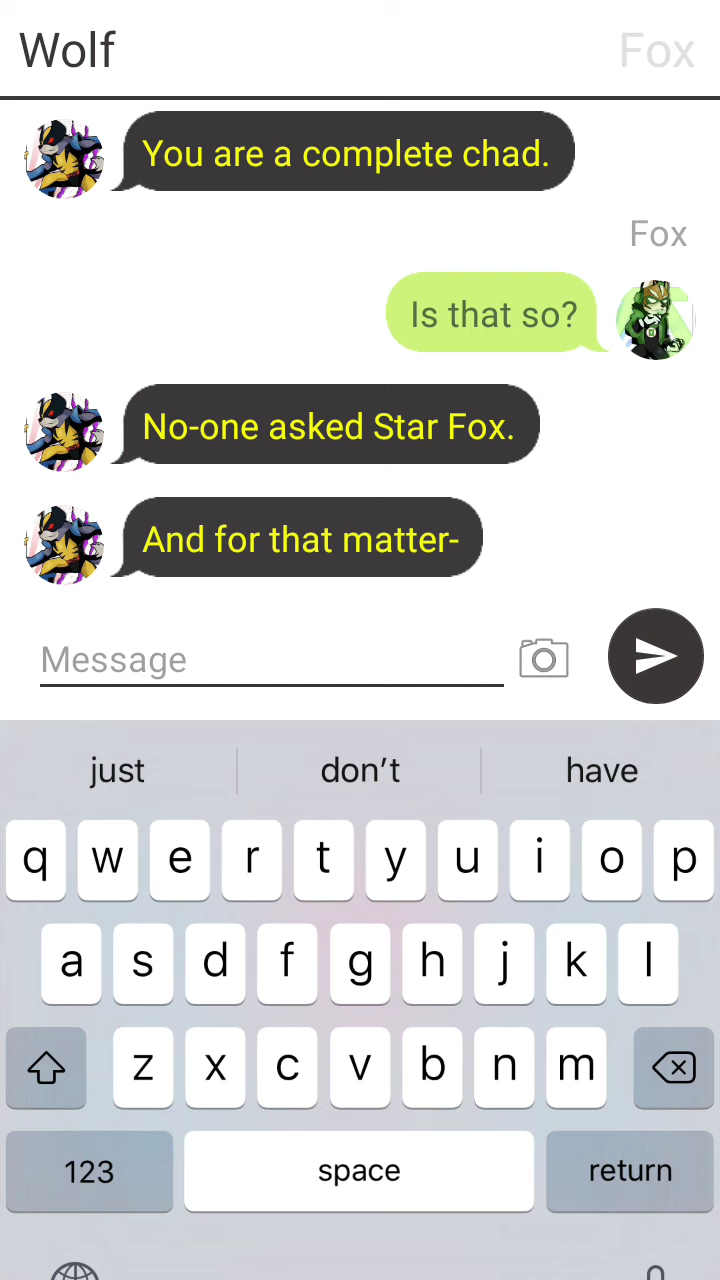 Wolf Fox
You are a complete chad.
Fox
Is that so?
No-one asked Star Fox.
And for that matter-
Message
just don't have
q w e r t y u i o p
a s d f g h j k l
z x c v b n m
123 space return